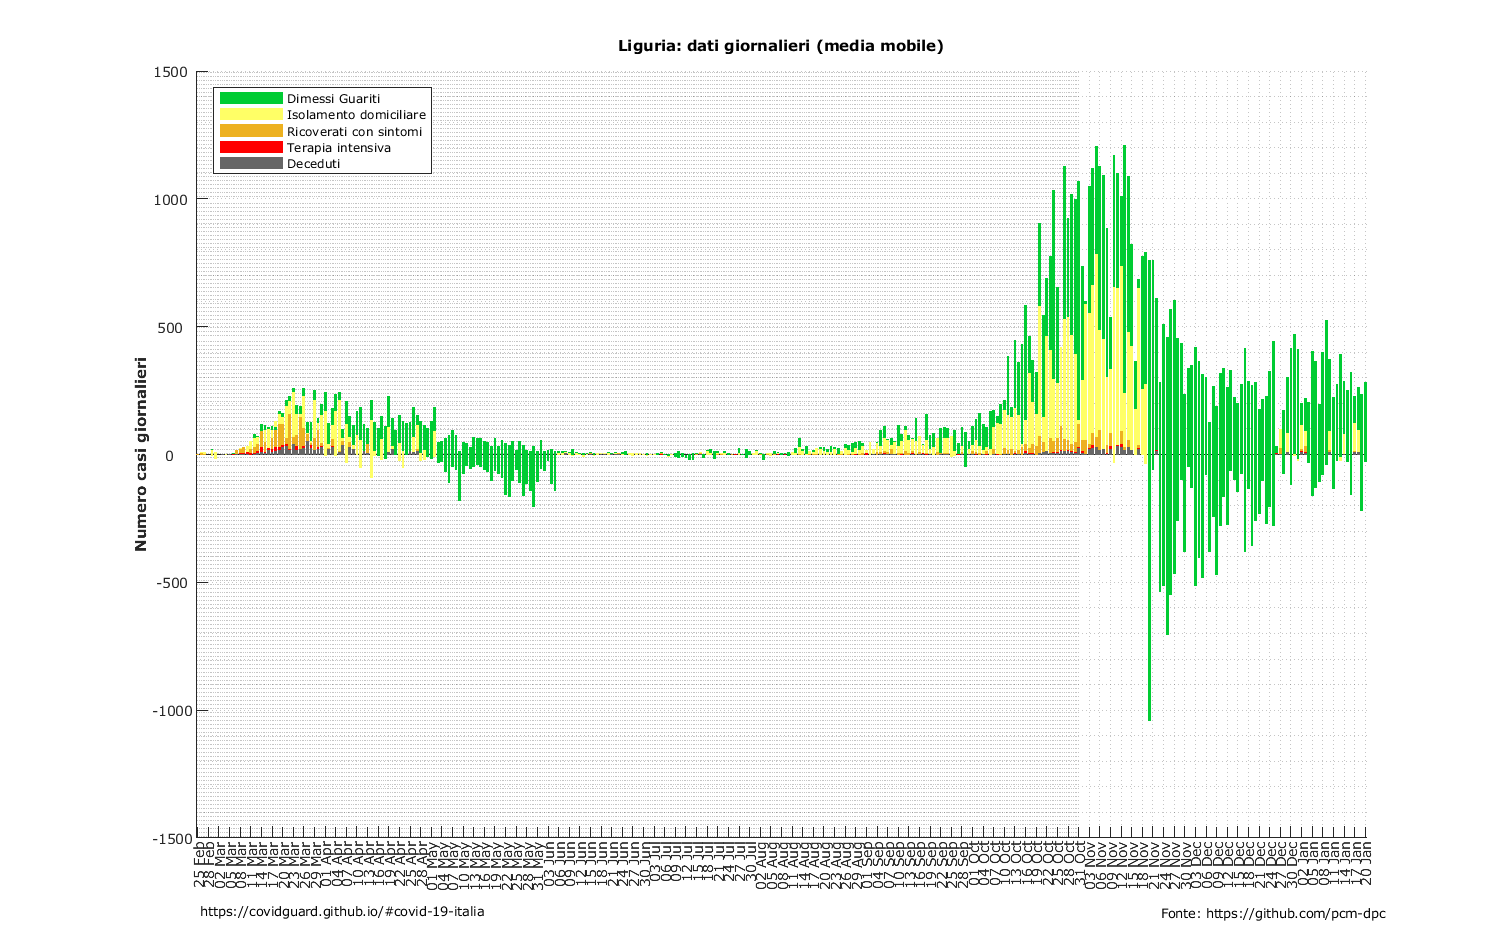 Liguria: dati giornalieri (media mobile)
1500
1000
500
0
-500
-1000
-1500
Numero casi giornalieri
Dimessi Guariti
Isolamento domiciliare
Ricoverati con sintomi
Terapia intensiva
Deceduti
25 Feb
28 Feb
02 Mar
05 Mar
08 Mar
11 Mar
14 Mar
17 Mar
20 Mar
23 Mar
26 Mar
29 Mar
01 Apr
04 Apr
07 Apr
10 Apr
13 Apr
16 Apr
19 Apr
22 Apr
25 Apr
28 Apr
01 May
04 May
07 May
10 May
13 May
16 May
19 May
22 May
25 May
28 May
31 May
03 Jun
06 Jun
09 Jun
12 Jun
15 Jun
18 Jun
21 Jun
24 Jun
27 Jun
30 Jun
03 Jul
06 Jul
09 Jul
12 Jul
15 Jul
18 Jul
21 Jul
24 Jul
27 Jul
30 Jul
02 Aug
05 Aug
08 Aug
11 Aug
14 Aug
17 Aug
20 Aug
23 Aug
26 Aug
29 Aug
01 Sep
04 Sep
07 Sep
10 Sep
13 Sep
16 Sep
19 Sep
22 Sep
25 Sep
28 Sep
01 Oct
04 Oct
07 Oct
10 Oct
13 Oct
16 Oct
19 Oct
22 Oct
25 Oct
28 Oct
31 Oct
03 Nov
06 Nov
09 Nov
12 Nov
15 Nov
18 Nov
21 Nov
24 Nov
27 Nov
30 Nov
03 Dec
06 Dec
09 Dec
12 Dec
15 Dec
18 Dec
21 Dec
24 Dec
27 Dec
30 Dec
02 Jan
05 Jan
08 Jan
11 Jan
14 Jan
17 Jan
20 Jan
https://covidguard.github.io/#covid-19-italia
Fonte: https://github.com/pcm-dpc